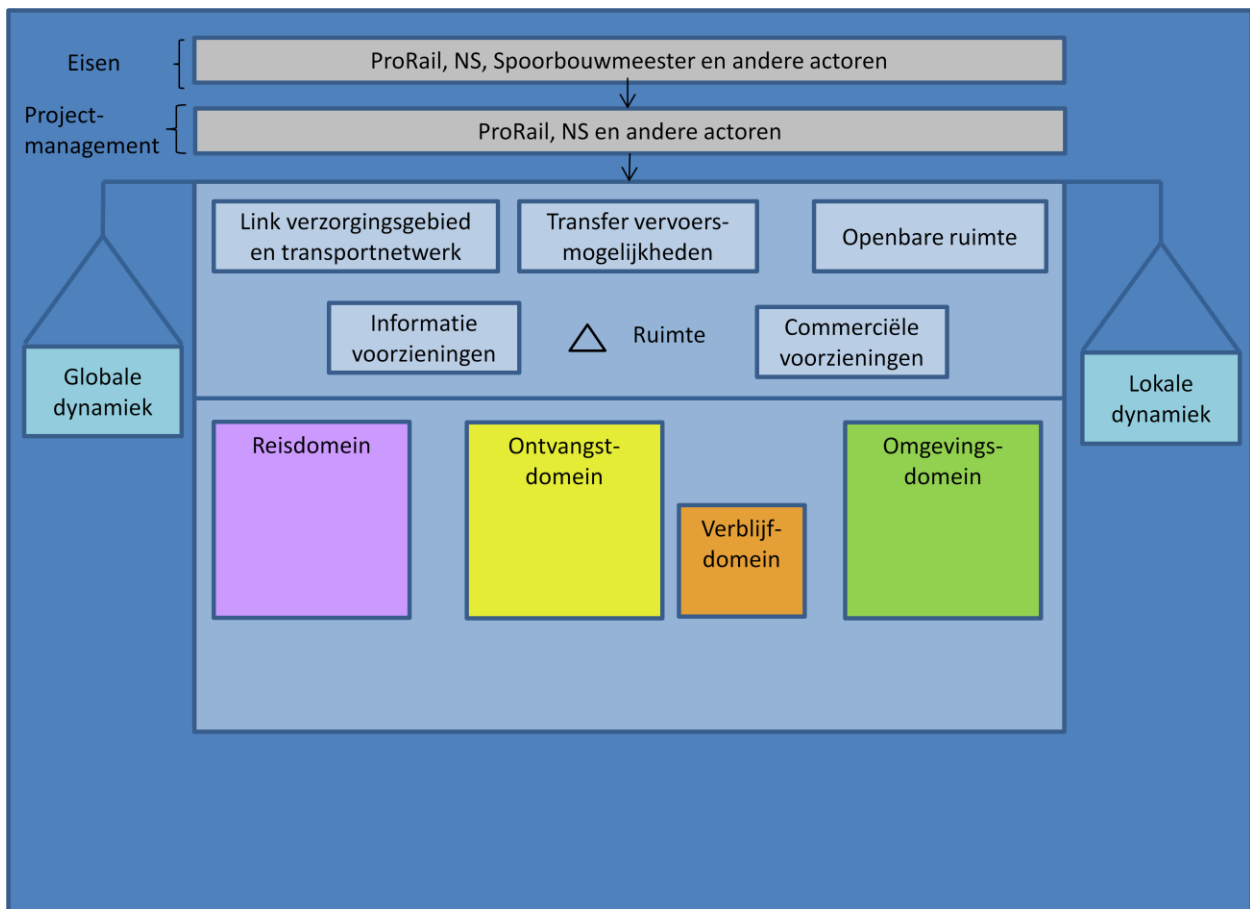 Eisen
ProRail, NS, Spoorbouwmeester en andere actoren
Project-
management
ProRail, NS en andere actoren
Link verzorgingsgebied
en transportnetwerk
Transfer vervoers-
mogelijkheden
Openbare ruimte
Informatie
voorzieningen
Ruimte
Commerciële
voorzieningen
Globale
dynamiek
Lokale
dynamiek
Reisdomein
Ontvangst-
domein
Verblijf-
domein
Omgevings-
domein